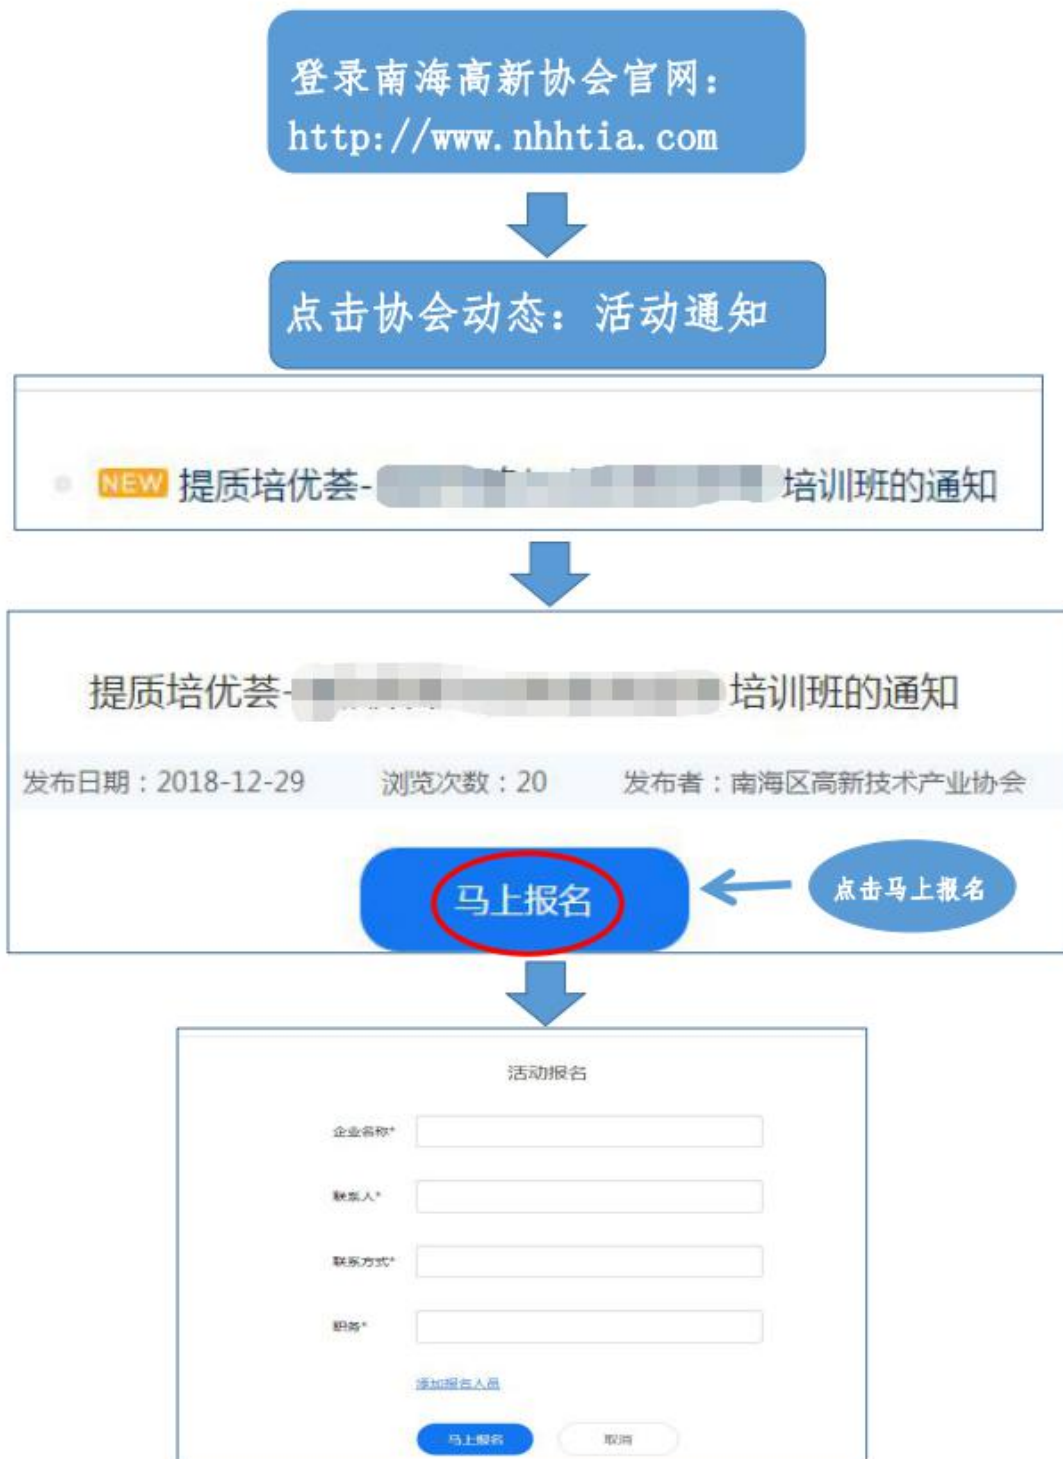 登录南海高新协会官网：
http://www.nhhtia.com
点击协会动态：活动通知
NEW 提质培优荟- 培训班的通知
提质培优荟- 培训班的通知
发布日期：2018-12-29 浏览次数：20 发布者：南海区高新技术产业协会
马上报名
点击马上报名
活动报名
企业名称*
联系人*
联系方式*
职务*
添加报名人员
马上报名 取消